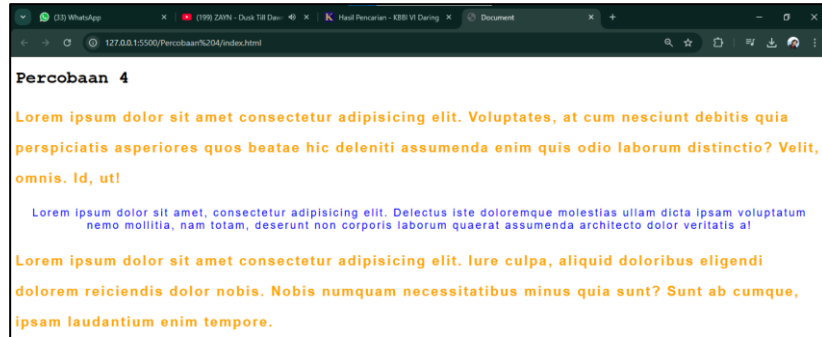 (33) WhatsApp
(199) ZAYN - Dusk Till Daw
Hasil Pencarian - KBBI VI Daring
Document
127.0.0.1:5500/Percobaan%204/index.html
Percobaan 4
Lorem ipsum dolor sit amet consectetur adipisicing elit. Voluptates, at cum nesciunt debitis quia
perspiciatis asperiores quos beatae hic deleniti assumenda enim quis odio laborum distinctio? Velit,
omnis. Id, ut!
Lorem ipsum dolor sit amet, consectetur adipisicing elit. Delectus iste doloremque molestias ullam dicta ipsam voluptatum
nemo mollitia, nam totam, deserunt non corporis laborum quaerat assumenda architecto dolor veritatis a!
Lorem ipsum dolor sit amet consectetur adipisicing elit. Iure culpa, aliquid doloribus eligendi
dolorem reiciendis dolor nobis. Nobis numquam necessitatibus minus quia sunt? Sunt ab cumque,
ipsam laudantium enim tempore.